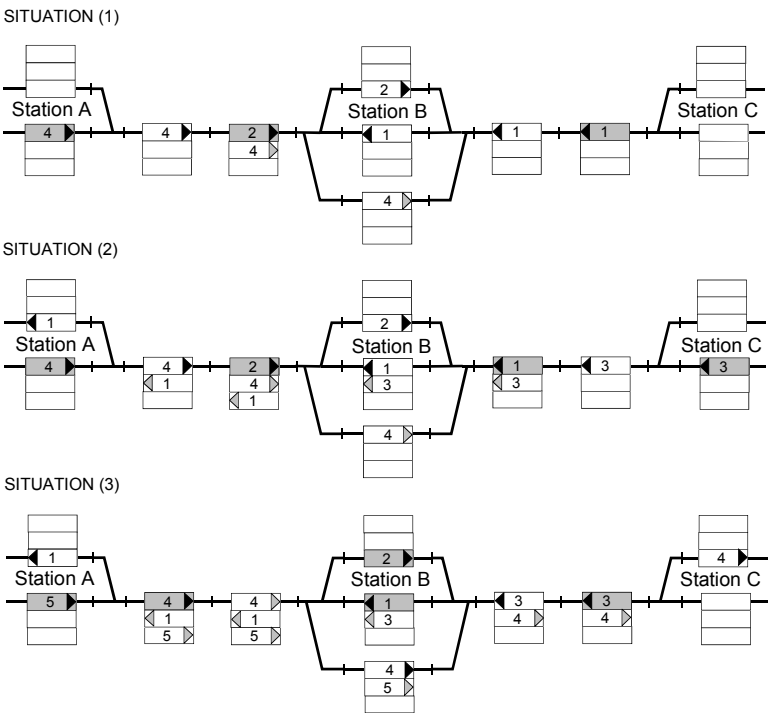 SITUATION (1)
2
Station A
Station B
Station C
4 4 2 1 1 1
4
4
SITUATION (2)
1 2
Station A
Station B
Station C
4 4 2 1 1 3 3
1 4 3 3
1
4
SITUATION (3)
1 2 4
Station A
Station B
Station C
5 4 4 1 3 3
1 1 3 4 4
5 5
4
5